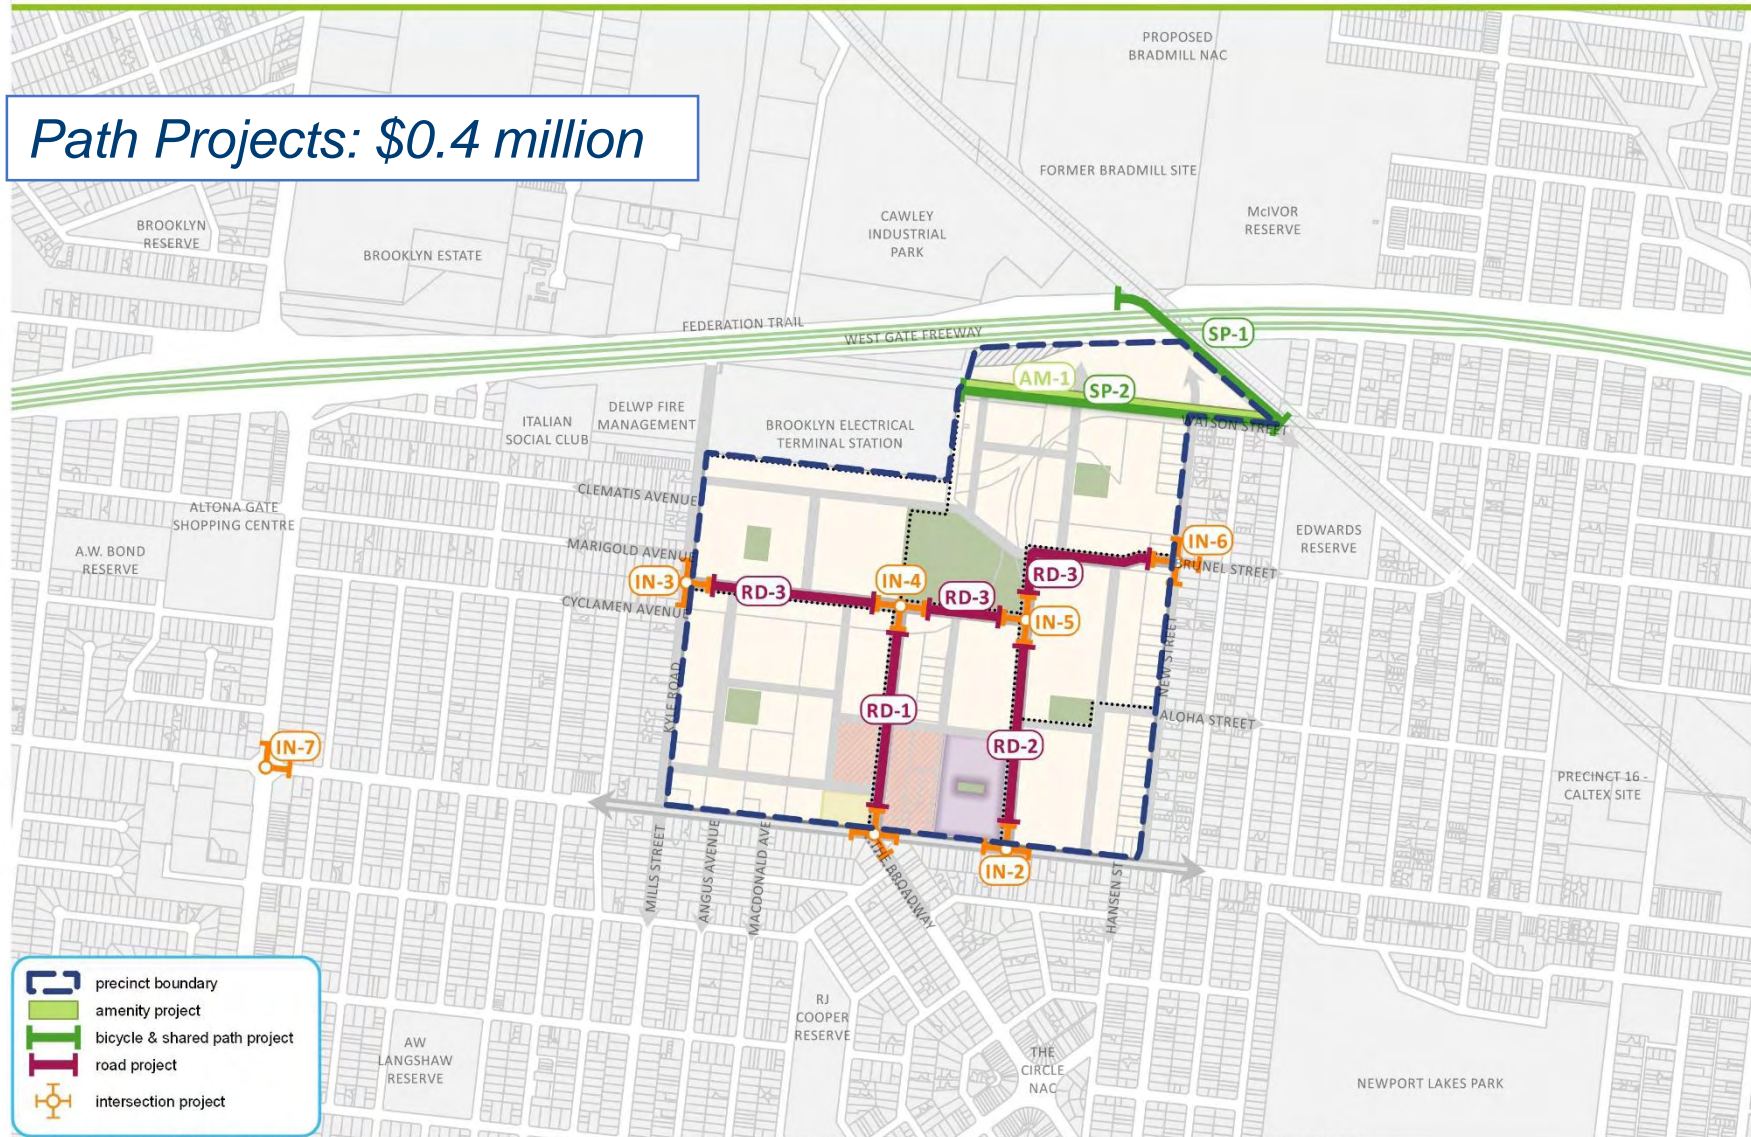 PROPOSED
BRADMILL NAC
Path Projects: $0.4 million
FORMER BRADMILL SITE
BROOKLYN
RESERVE
BROOKLYN ESTATE
CAWLEY
INDUSTRIAL
PARK
McIVOR
RESERVE
FEDERATION TRAIL
WEST GATE FREEWAY
SP-1
AM-1
SP-2
WATSON STREET
ITALIAN
SOCIAL CLUB
DELWP FIRE
MANAGEMENT
BROOKLYN ELECTRICAL
TERMINAL STATION
CLEMATIS AVENUE
ALTONA GATE
SHOPPING CENTRE
A.W. BOND
RESERVE
MARIGOLD AVENUE
EDWARDS
RESERVE
IN-6
BRUNEL STREET
IN-3
RD-3
IN-4
RD-3
RD-3
IN-5
CYCLAMEN AVENUE
KYLE ROAD
NEW STREET
RD-1
RD-2
ALOHA STREET
IN-7
PRECINCT 16 -
CALTEX SITE
MILLS STREET
ANGUS AVENUE
MACDONALD AVE
THE BROADWAY
IN-2
HANSEN ST
precinct boundary
amenity project
bicycle & shared path project
road project
intersection project
AW
LANGSHAW
RESERVE
RJ
COOPER
RESERVE
THE
CIRCLE
NAC
NEWPORT LAKES PARK